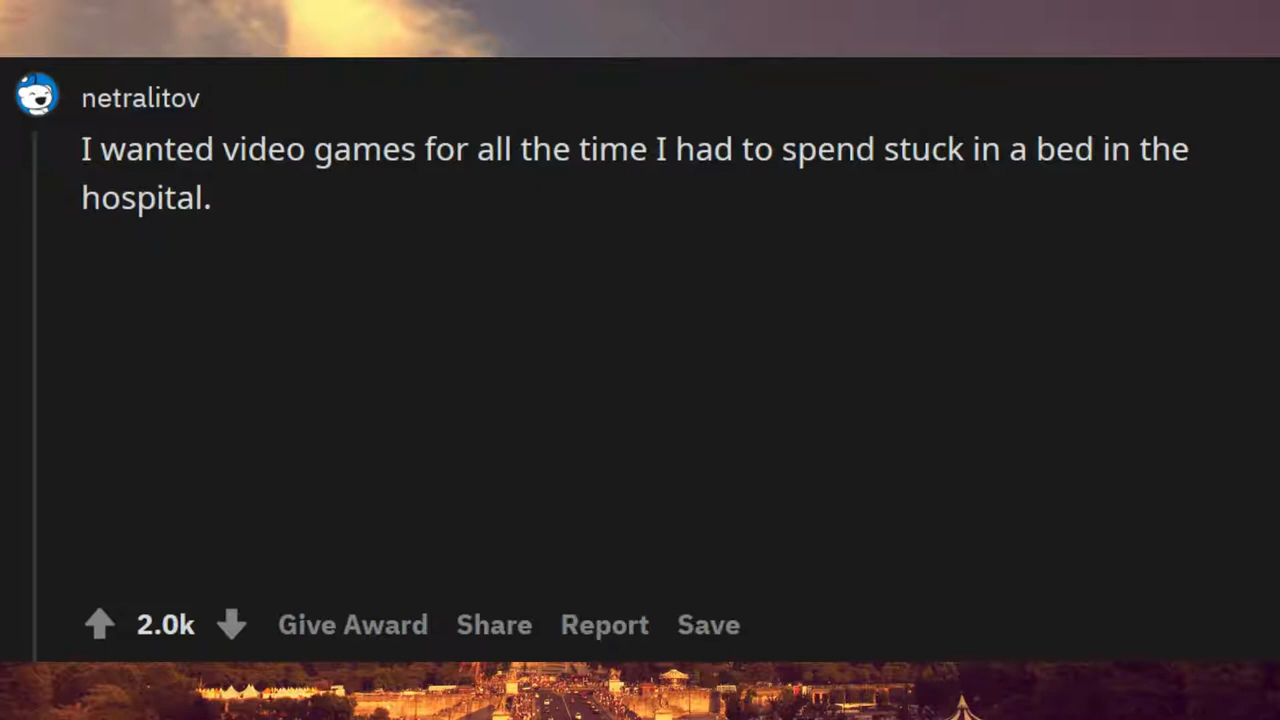 netralitov
I wanted video games for all the time I had to spend stuck in a bed in the
hospital.
2.0k Give Award Share Report Save